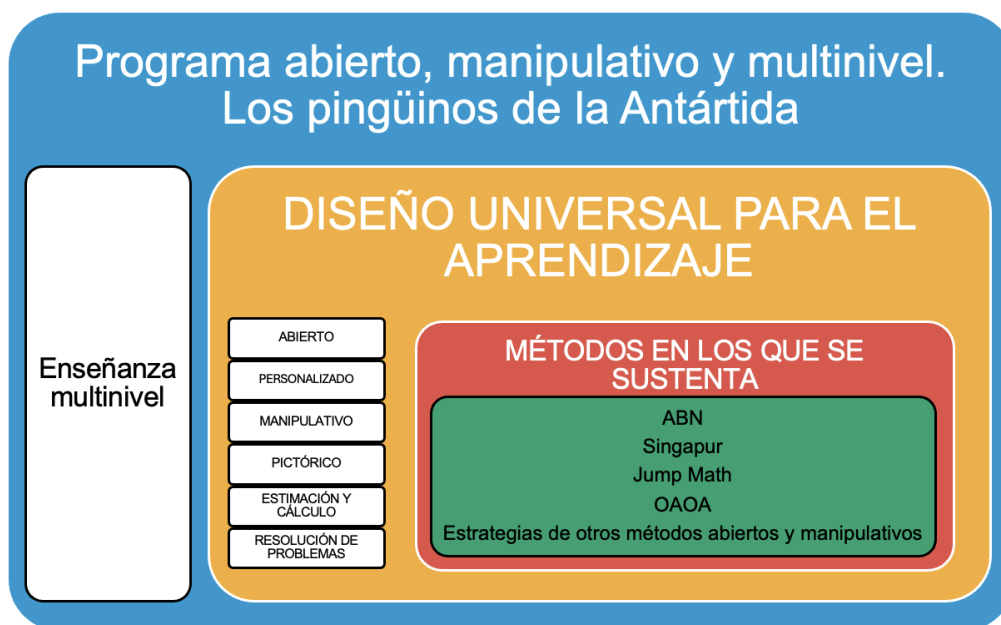 Programa abierto, manipulativo y multinivel.
Los pingüinos de la Antártida
Enseñanza
multinivel
DISEÑO UNIVERSAL PARA EL
APRENDIZAJE
ABIERTO
PERSONALIZADO
MANIPULATIVO
PICTÓRICO
ESTIMACIÓN Y
CÁLCULO
RESOLUCIÓN DE
PROBLEMAS
MÉTODOS EN LOS QUE SE
SUSTENTA
ABN
Singapur
Jump Math
OAOA
Estrategias de otros métodos abiertos y manipulativos